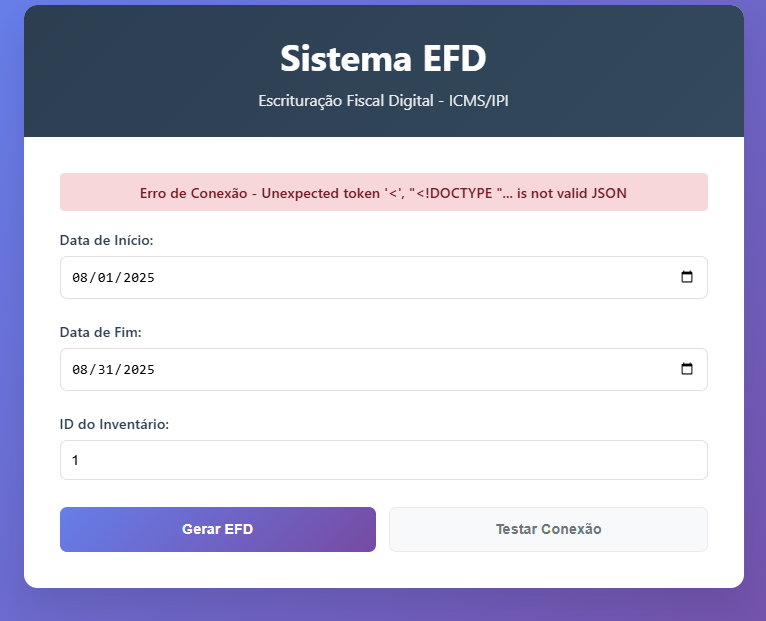 Sistema EFD
Escrituração Fiscal Digital - ICMS/IPI
Erro de Conexão - Unexpected token '<', "<!DOCTYPE "... is not valid JSON
Data de Início:
08/01/2025
Data de Fim:
08/31/2025
ID do Inventário:
1
Gerar EFD
Testar Conexão